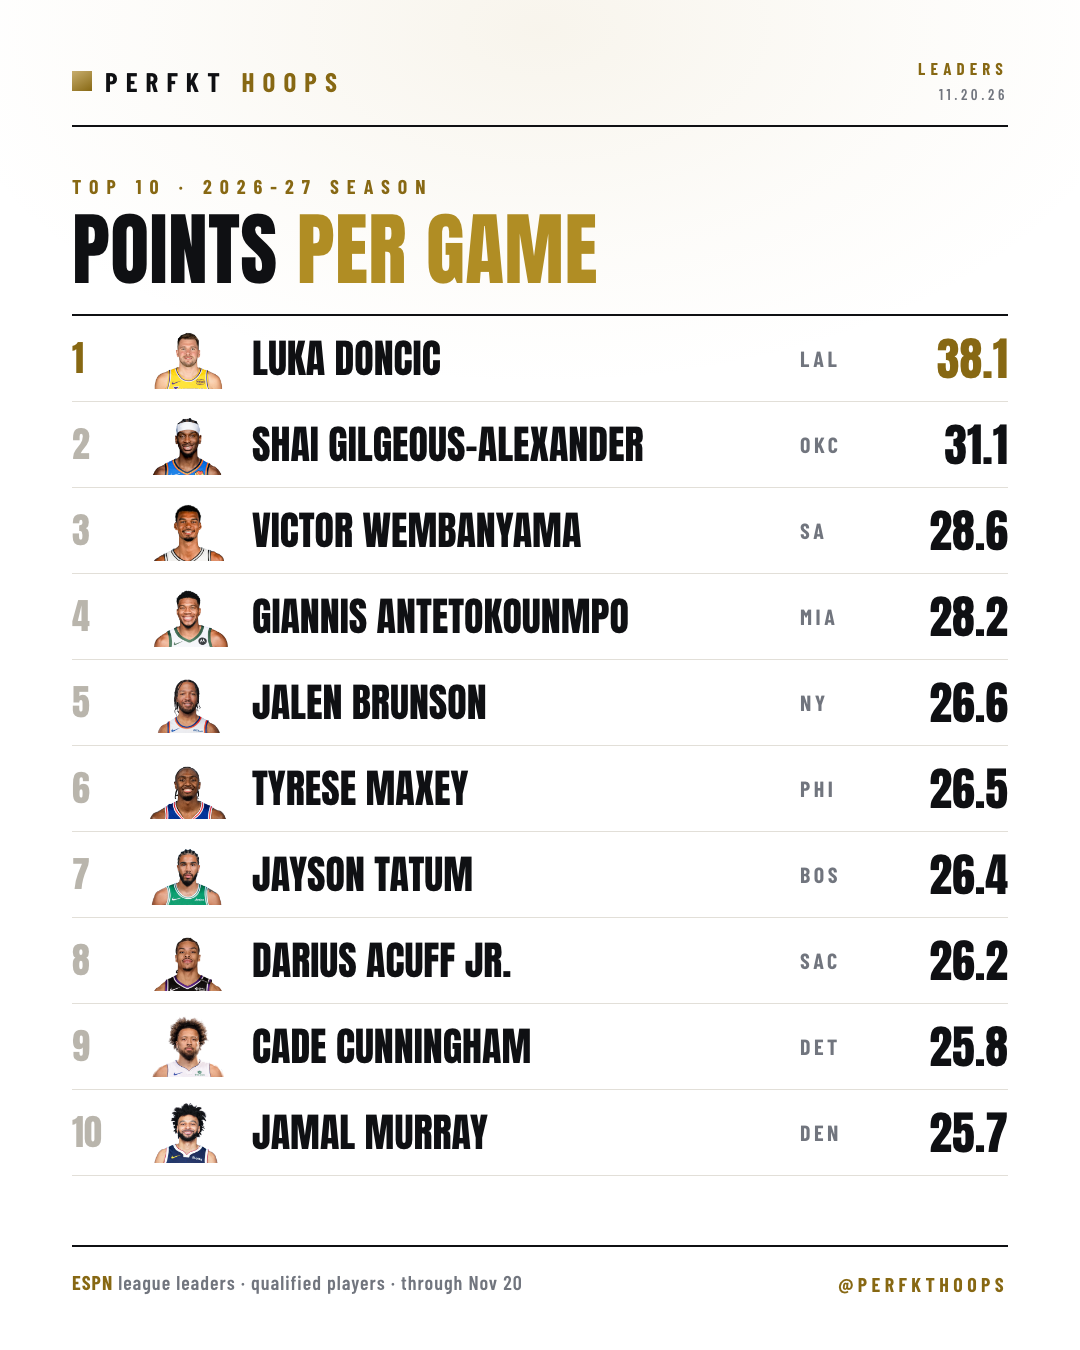 PERFKT HOOPS
LEADERS
11.20.26
TOP 10 · 2026-27 SEASON
POINTS PER GAME
1 LUKA DONCIC LAL 38.1
2 SHAI GILGEOUS-ALEXANDER OKC 31.1
3 VICTOR WEMBANYAMA SA 28.6
4 GIANNIS ANTETOKOUNMPO MIA 28.2
5 JALEN BRUNSON NY 26.6
6 TYRESE MAXEY PHI 26.5
7 JAYSON TATUM BOS 26.4
8 DARIUS ACUFF JR. SAC 26.2
9 CADE CUNNINGHAM DET 25.8
10 JAMAL MURRAY DEN 25.7
ESPN league leaders · qualified players · through Nov 20
@PERFKTHOOPS